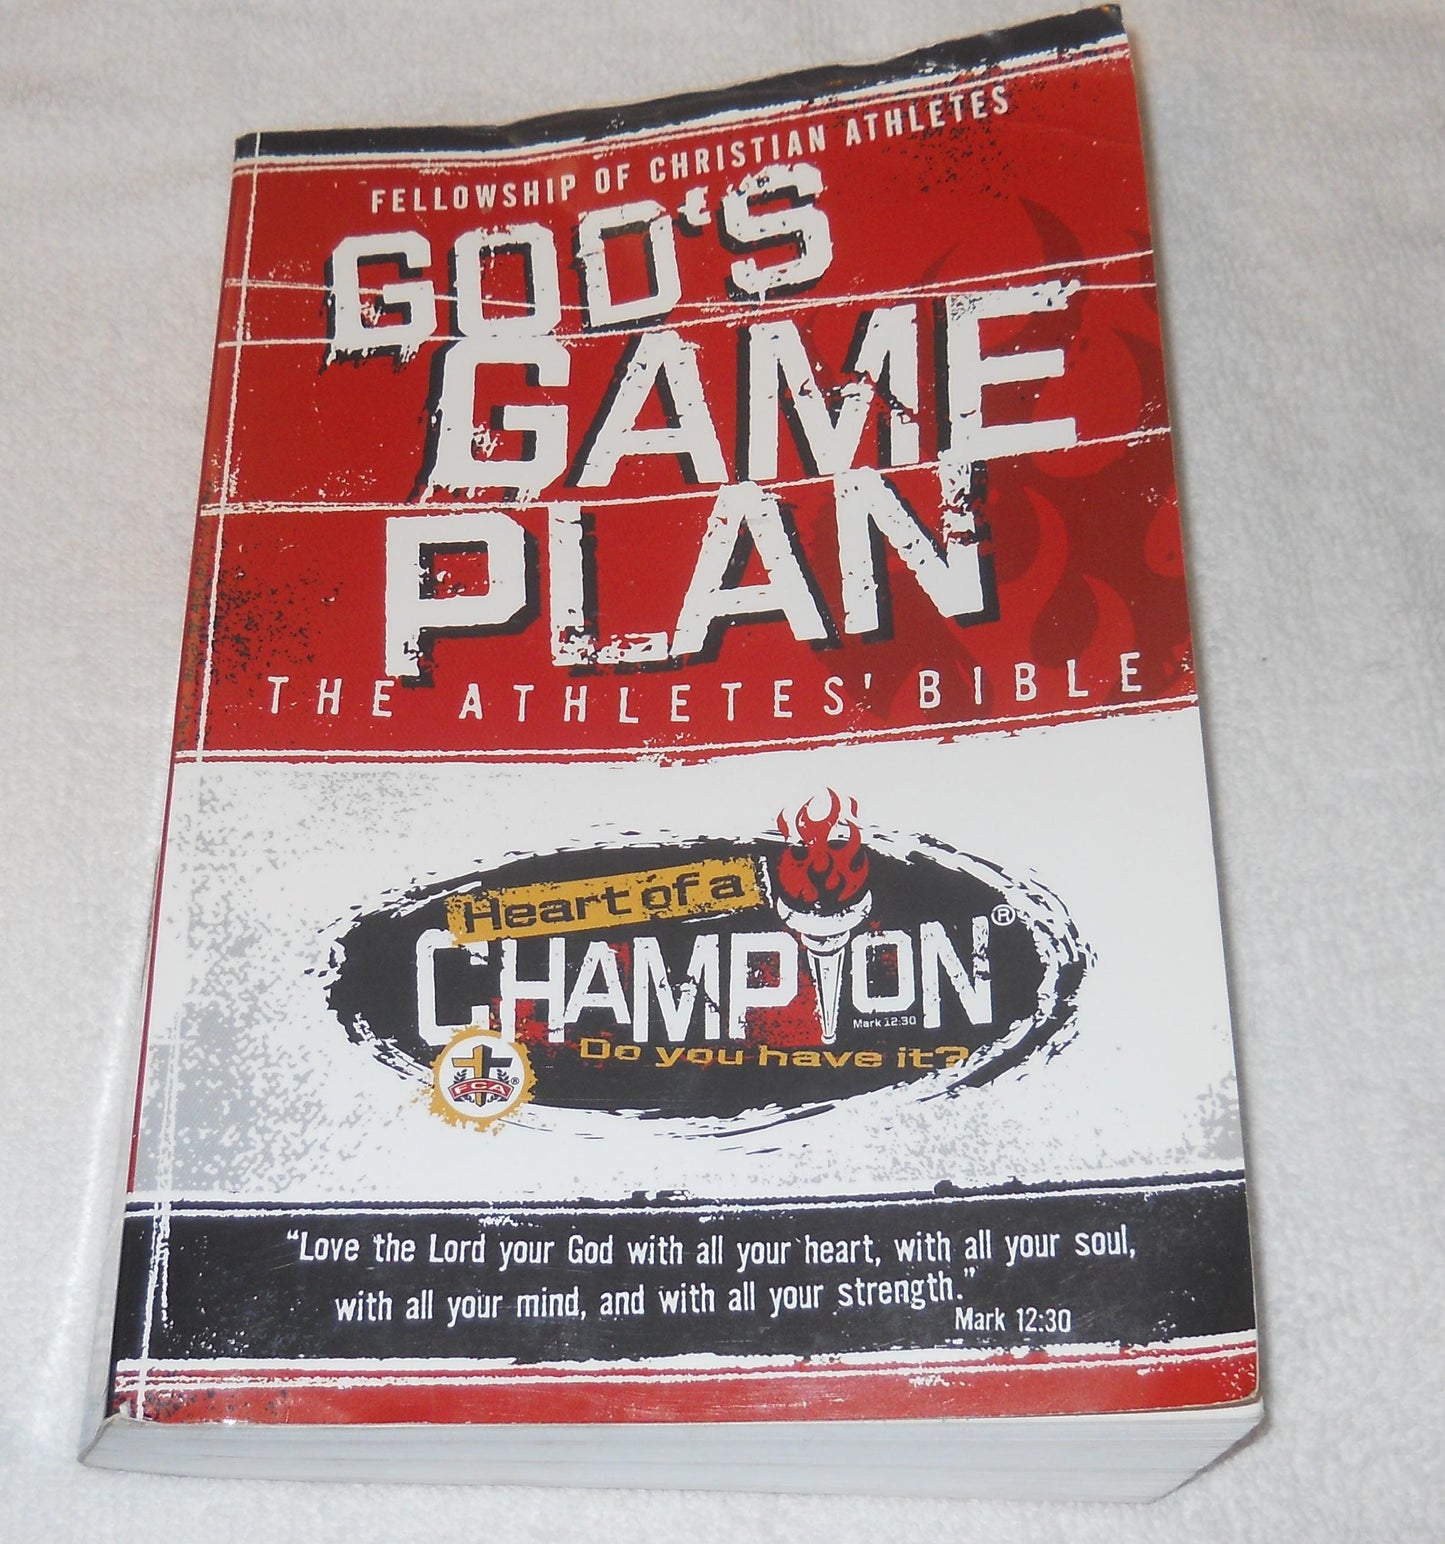 FELLOWSHIP OF CHRISTIAN ATHLETES
GOD'S
GAME
PLAN
THE ATHLETES' BIBLE
Heart of a
CHAMPION®
Mark 12:30
Do you have it?
FCA®
“Love the Lord your God with all your heart, with all your soul,
with all your mind, and with all your strength.”
Mark 12:30